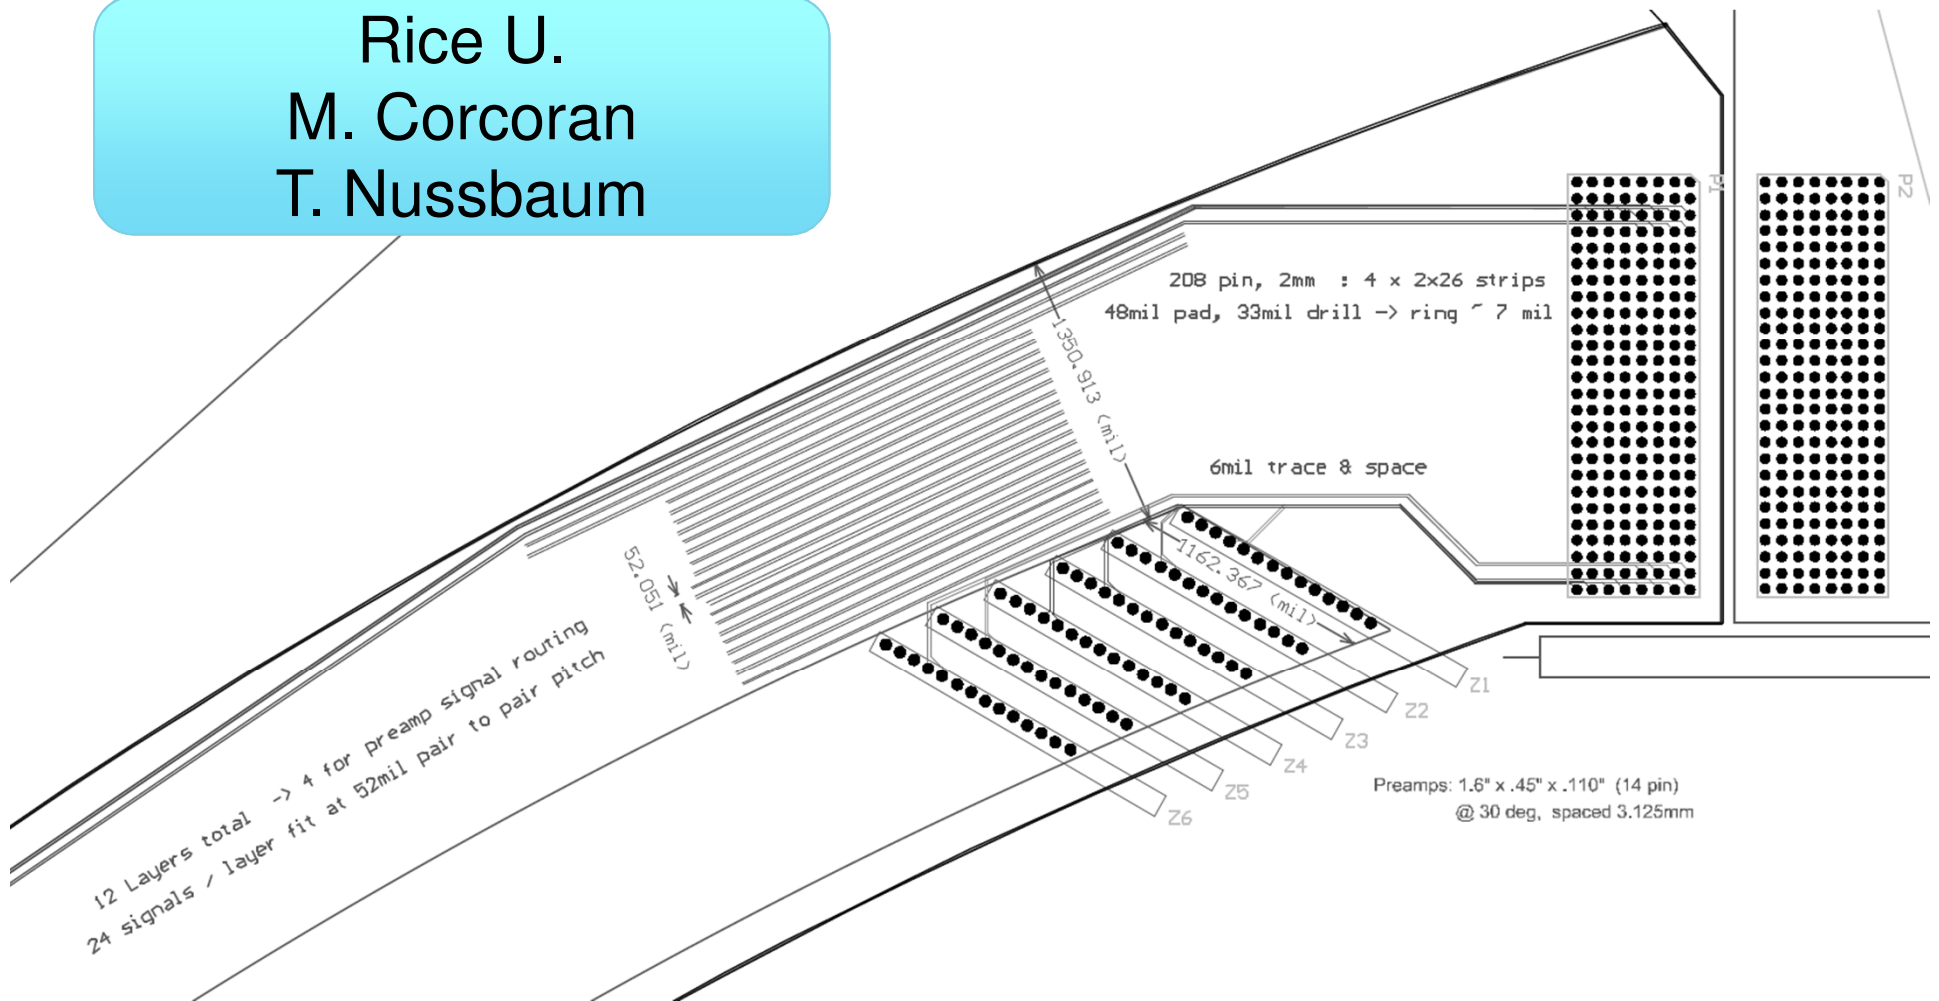 Rice U.
M. Corcoran
T. Nussbaum
P1
P2
208 pin, 2mm : 4 x 2x26 strips
48mil pad, 33mil drill -> ring ~ 7 mil
1350.913 (mil)
6mil trace & space
52.051 (mil)
1162.367 (mil)
12 Layers total -> 4 for preamp signal routing
24 signals / layer fit at 52mil pair to pair pitch
Z1
Z2
Z3
Z4
Z5
Z6
Preamps: 1.6" x .45" x .110" (14 pin)
@ 30 deg, spaced 3.125mm